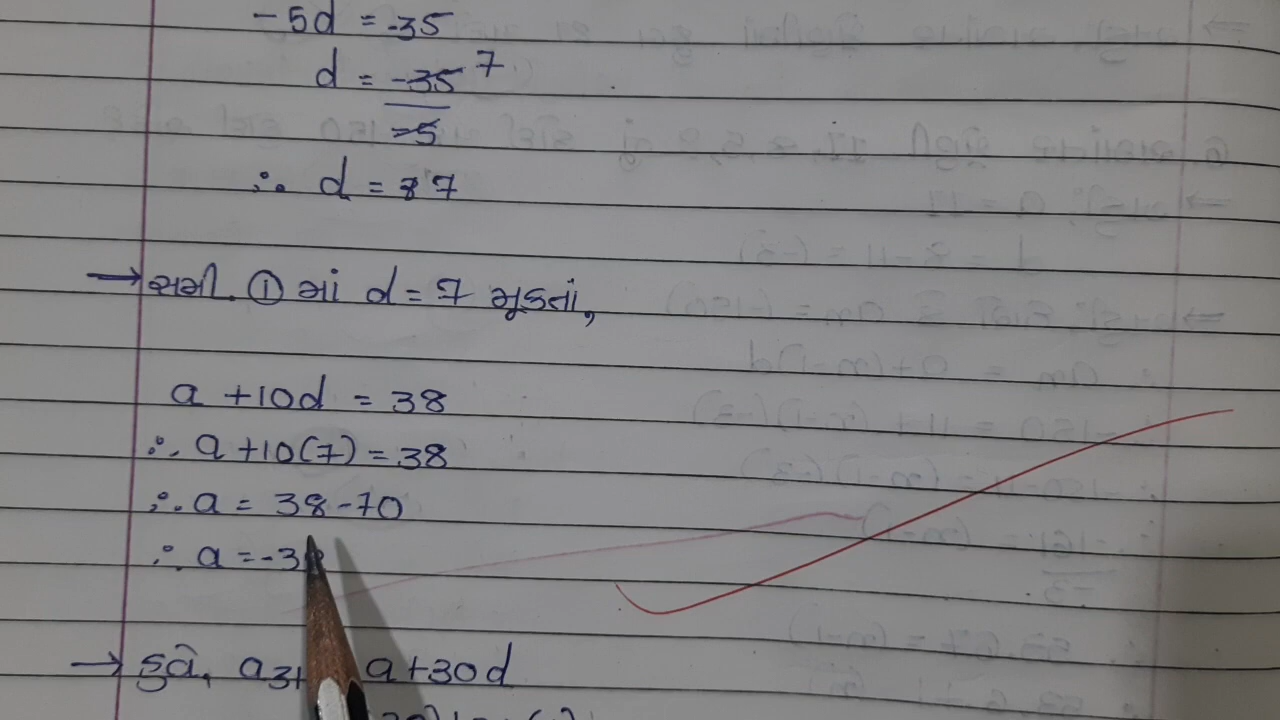 -5d = -35
d = -35 7
-5
∴ d = 7
→ સમી. ① માં d = 7 મુકતાં,
a + 10d = 38
∴ a + 10(7) = 38
∴ a = 38 - 70
∴ a = -3
→ હવે, a31 a + 30d